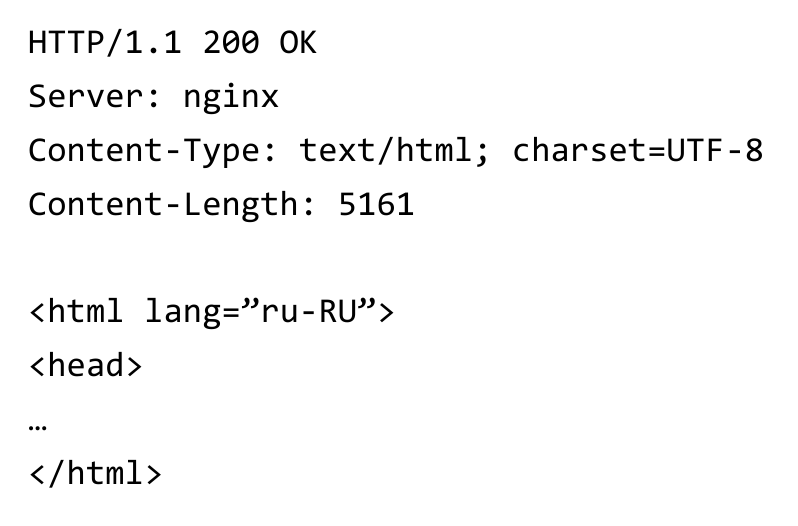 HTTP/1.1 200 OK
Server: nginx
Content-Type: text/html; charset=UTF-8
Content-Length: 5161
<html lang=”ru-RU”>
<head>
…
</html>